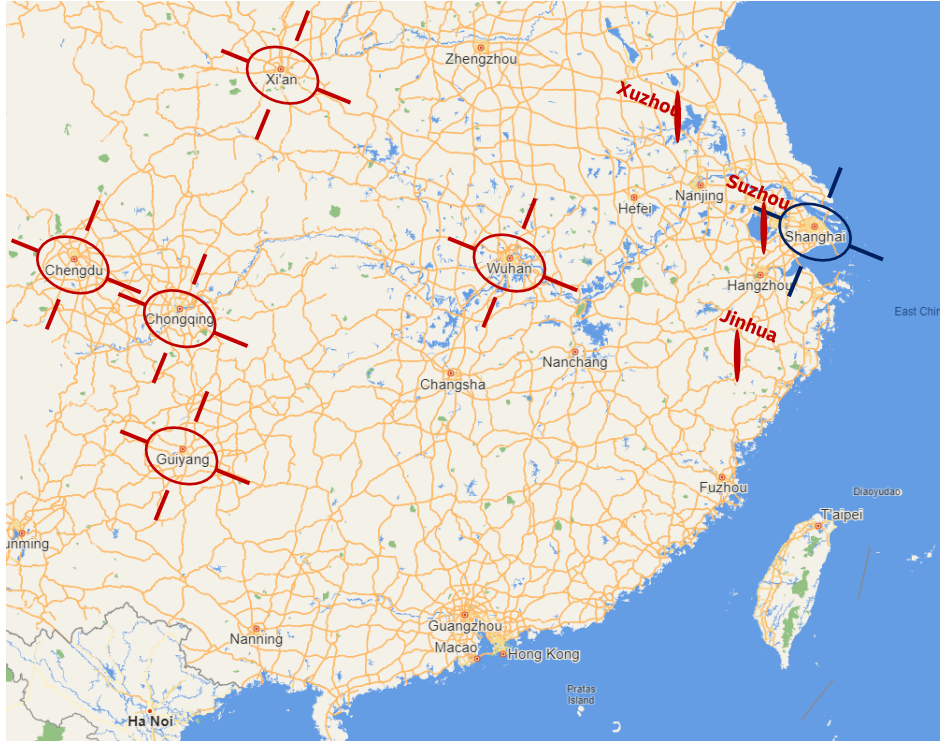 Zhengzhou
Xi'an
Xuzhou
Suzhou
Nanjing
Hefei
Shanghai
Chengdu
Wuhan
Hangzhou
Chongqing
East Chin
Jinhua
Nanchang
Changsha
Guiyang
Fuzhou
Diaoyudao
T'aipei
unming
Guangzhou
Nanning
Macao
Hong Kong
Pratas
Island
Ha Noi